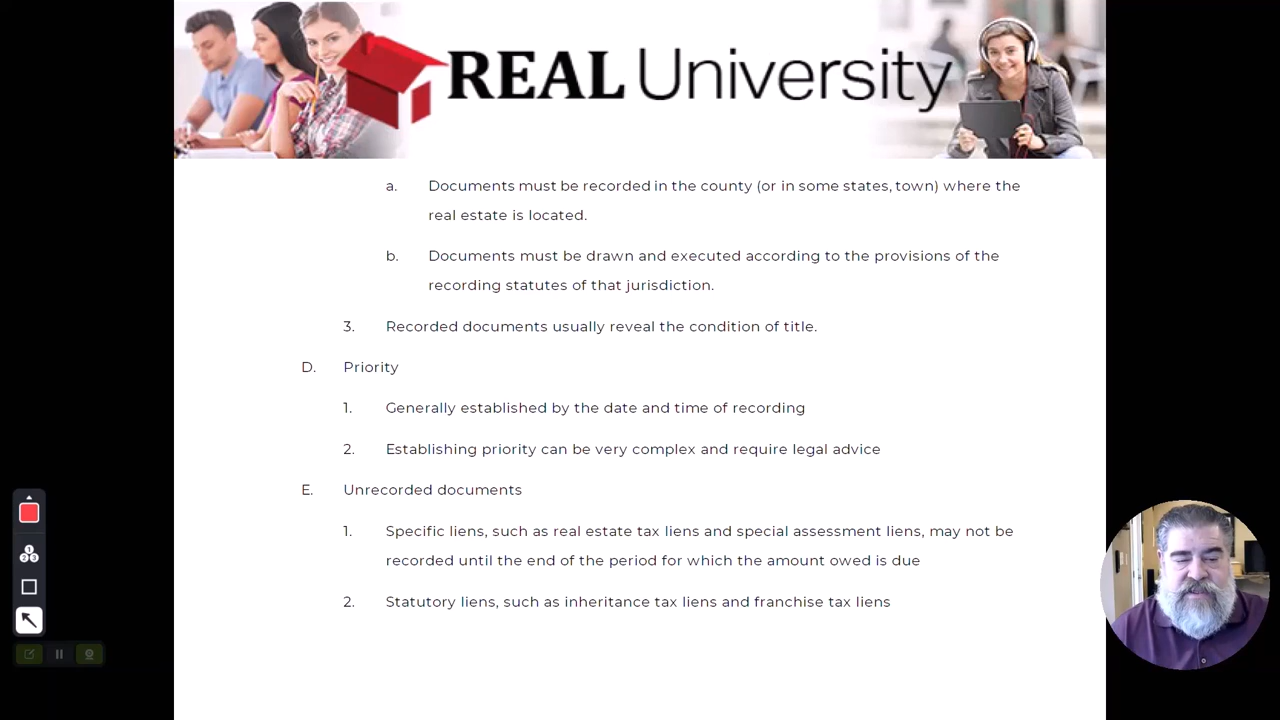 REAL University
a. Documents must be recorded in the county (or in some states, town) where the
real estate is located.
b. Documents must be drawn and executed according to the provisions of the
recording statutes of that jurisdiction.
3. Recorded documents usually reveal the condition of title.
D. Priority
1. Generally established by the date and time of recording
2. Establishing priority can be very complex and require legal advice
E. Unrecorded documents
1. Specific liens, such as real estate tax liens and special assessment liens, may not be
recorded until the end of the period for which the amount owed is due
2. Statutory liens, such as inheritance tax liens and franchise tax liens